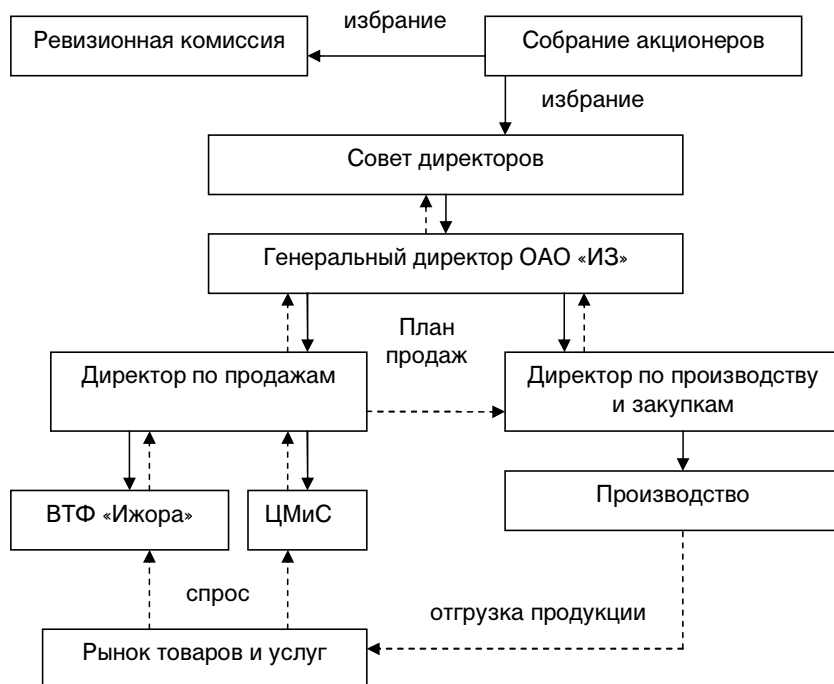 избрание
Ревизионная комиссия
Собрание акционеров
избрание
Совет директоров
Генеральный директор ОАО «ИЗ»
План
продаж
Директор по продажам
Директор по производству
и закупкам
ВТФ «Ижора»
ЦМиС
Производство
спрос
отгрузка продукции
Рынок товаров и услуг